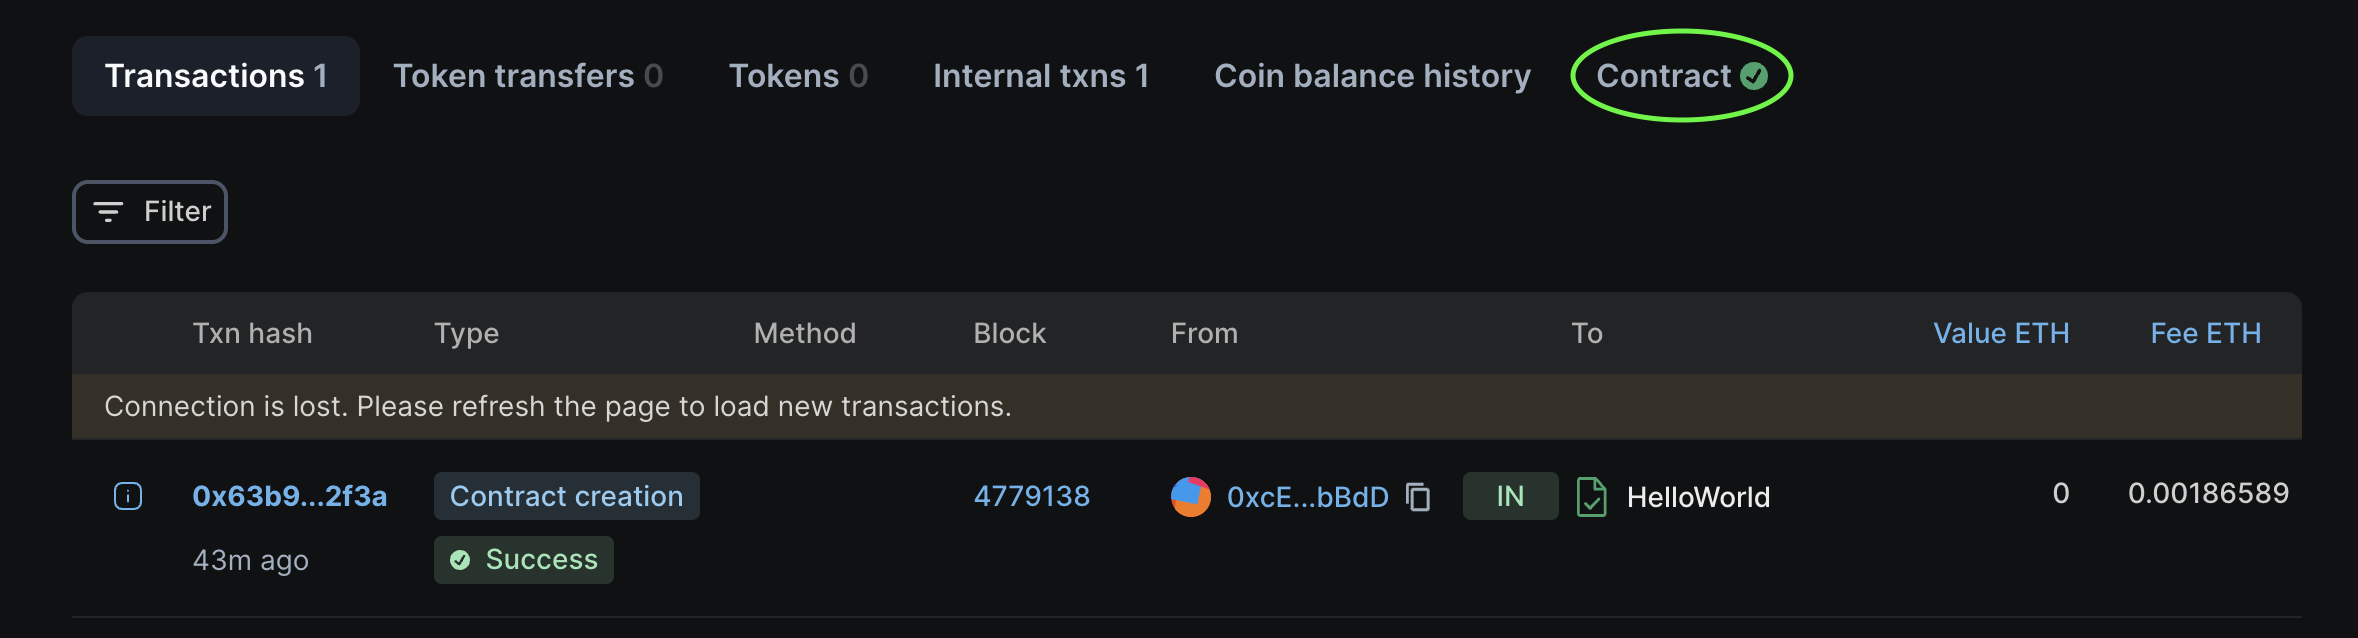 Transactions 1 Token transfers 0 Tokens 0 Internal txns 1 Coin balance history Contract
Filter
Txn hash Type Method Block From To Value ETH Fee ETH
Connection is lost. Please refresh the page to load new transactions.
0x63b9...2f3a Contract creation 4779138 0xcE...bBdD IN HelloWorld 0 0.00186589
43m ago Success